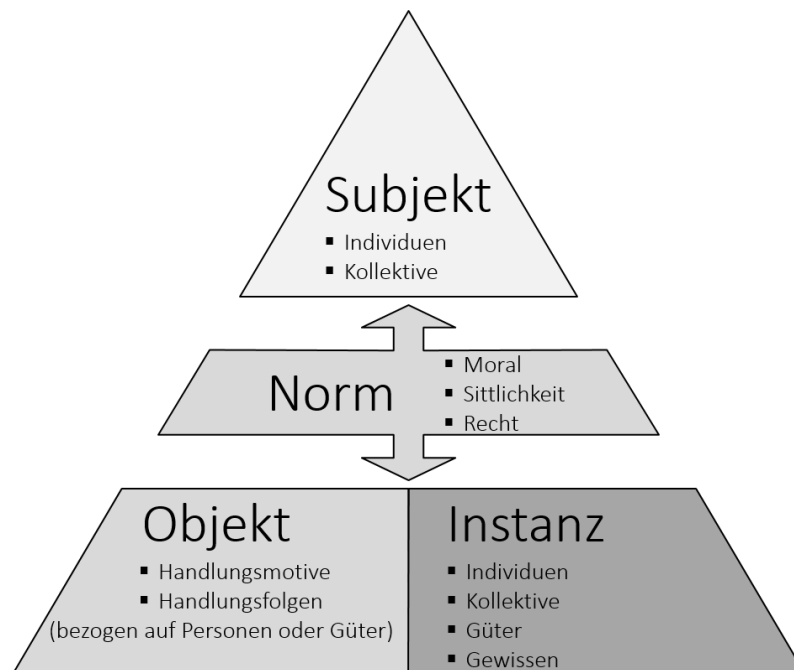 Subjekt
▪ Individuen
▪ Kollektive
Norm
▪ Moral
▪ Sittlichkeit
▪ Recht
Objekt
▪ Handlungsmotive
▪ Handlungsfolgen
(bezogen auf Personen oder Güter)
Instanz
▪ Individuen
▪ Kollektive
▪ Güter
▪ Gewissen